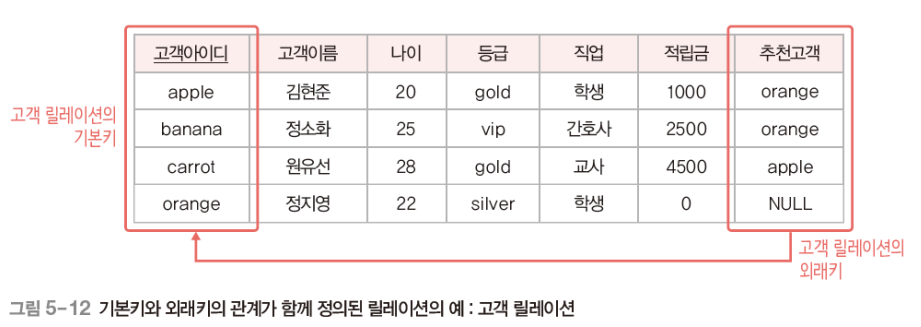 고객아이디 고객이름 나이 등급 직업 적립금 추천고객
apple 김현준 20 gold 학생 1000 orange
고객 릴레이션의
기본키
banana 정소화 25 vip 간호사 2500 orange
carrot 원유선 28 gold 교사 4500 apple
orange 정지영 22 silver 학생 0 NULL
고객 릴레이션의
외래키
그림 5-12 기본키와 외래키의 관계가 함께 정의된 릴레이션의 예 : 고객 릴레이션